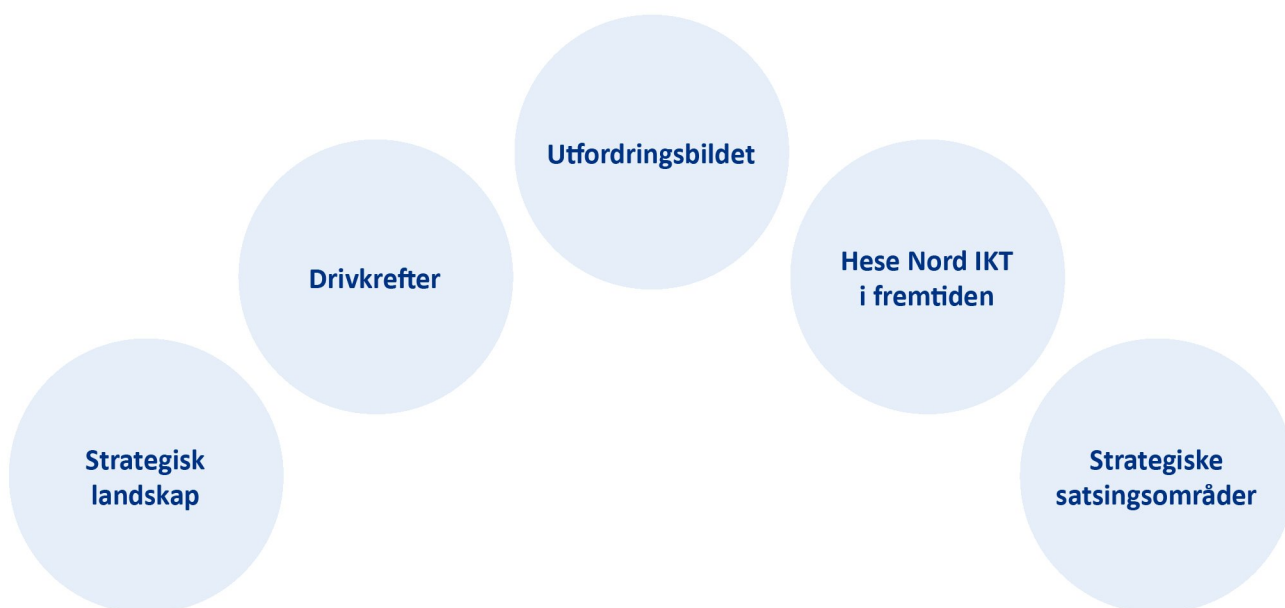 Strategisk
landskap
Drivkrefter
Utfordringsbildet
Hese Nord IKT
i fremtiden
Strategiske
satsingsområder